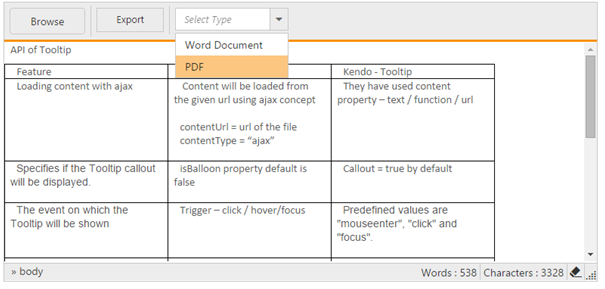 Browse
Export
Select Type
Word Document
PDF
API of Tooltip
Feature
Kendo - Tooltip
Loading content with ajax
Content will be loaded from
the given url using ajax concept
contentUrl = url of the file
contentType = “ajax”
They have used content
property – text / function / url
Specifies if the Tooltip callout
will be displayed.
isBalloon property default is
false
Callout = true by default
The event on which the
Tooltip will be shown
Trigger – click / hover/focus
Predefined values are
"mouseenter", "click" and
"focus".
» body
Words : 538
Characters : 3328